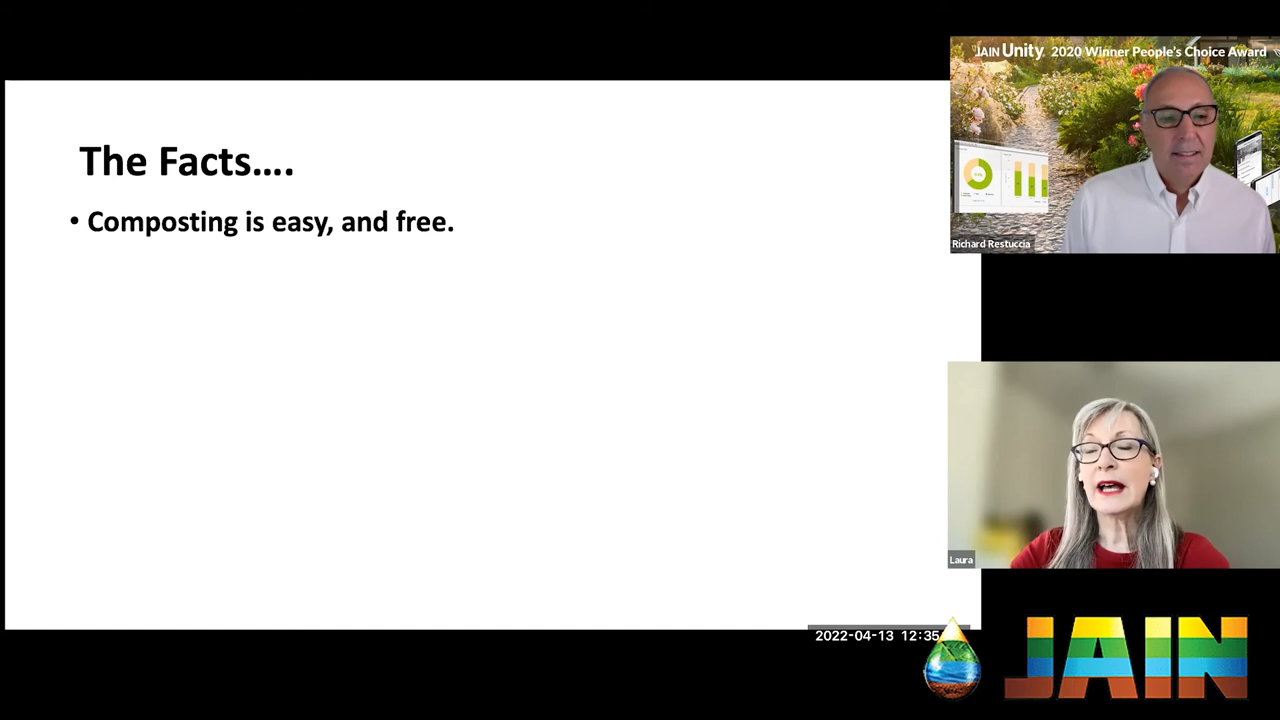 The Facts....
• Composting is easy, and free.
JAIN Unity. 2020 Winner People's Choice Award
Richard Restuccia
Laura
2022-04-13 12:35
JAIN